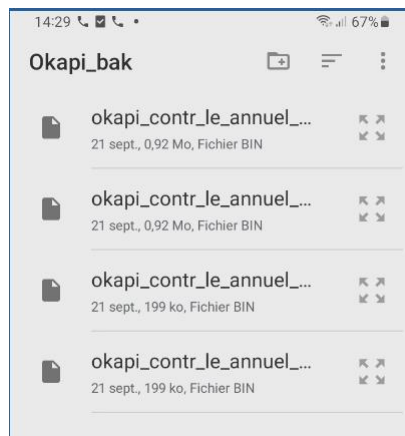 14:29 67%
Okapi_bak
okapi_contr_le_annuel_...
21 sept., 0,92 Mo, Fichier BIN
okapi_contr_le_annuel_...
21 sept., 0,92 Mo, Fichier BIN
okapi_contr_le_annuel_...
21 sept., 199 ko, Fichier BIN
okapi_contr_le_annuel_...
21 sept., 199 ko, Fichier BIN